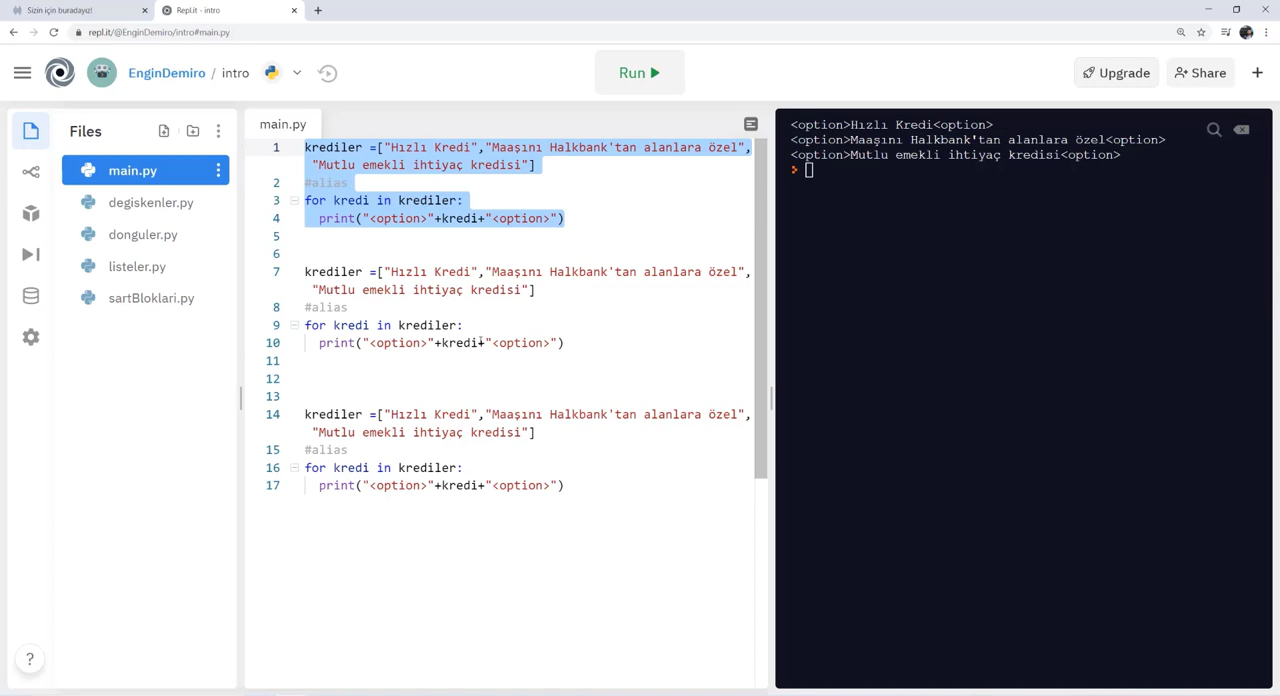 Sizin için buradayız!
Repl.it - intro
repl.it/@EnginDemiro/intro#main.py
EnginDemiro / intro
Run
Upgrade
Share
Files
main.py
degiskenler.py
donguler.py
listeler.py
sartBloklari.py
main.py
1 krediler =["Hızlı Kredi","Maaşını Halkbank'tan alanlara özel",
"Mutlu emekli ihtiyaç kredisi"]
2 #alias
3 for kredi in krediler:
4 print("<option>"+kredi+"<option>")
5
6
7 krediler =["Hızlı Kredi","Maaşını Halkbank'tan alanlara özel",
"Mutlu emekli ihtiyaç kredisi"]
8 #alias
9 for kredi in krediler:
10 print("<option>"+kredi+"<option>")
11
12
13
14 krediler =["Hızlı Kredi","Maaşını Halkbank'tan alanlara özel",
"Mutlu emekli ihtiyaç kredisi"]
15 #alias
16 for kredi in krediler:
17 print("<option>"+kredi+"<option>")
<option>Hızlı Kredi<option>
<option>Maaşını Halkbank'tan alanlara özel<option>
<option>Mutlu emekli ihtiyaç kredisi<option>
?